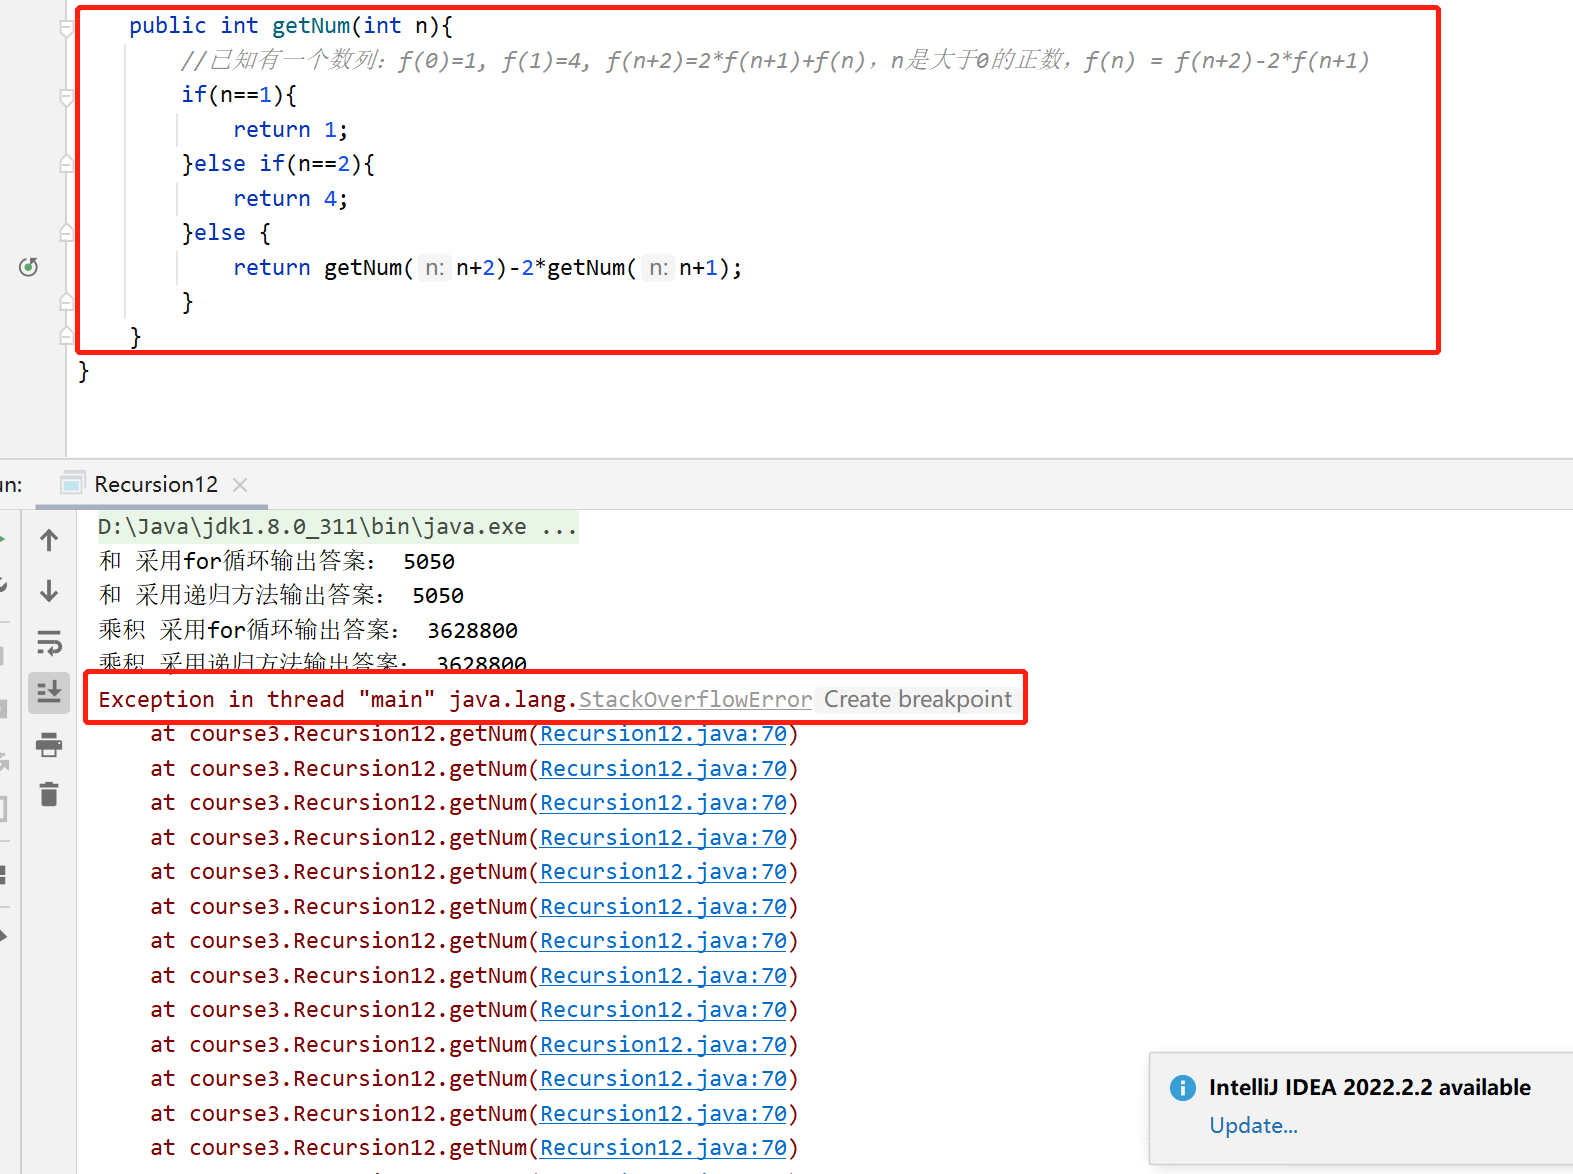 public int getNum(int n){
//已知有一个数列：f(0)=1, f(1)=4, f(n+2)=2*f(n+1)+f(n)，n是大于0的正数，f(n) = f(n+2)-2*f(n+1)
if(n==1){
return 1;
}else if(n==2){
return 4;
}else {
return getNum( n: n+2)-2*getNum( n: n+1);
}
}
}
un: Recursion12
D:\Java\jdk1.8.0_311\bin\java.exe ...
和 采用for循环输出答案： 5050
和 采用递归方法输出答案： 5050
乘积 采用for循环输出答案： 3628800
乘积 采用递归方法输出答案： 3628800
Exception in thread "main" java.lang.StackOverflowError Create breakpoint
at course3.Recursion12.getNum(Recursion12.java:70)
at course3.Recursion12.getNum(Recursion12.java:70)
at course3.Recursion12.getNum(Recursion12.java:70)
at course3.Recursion12.getNum(Recursion12.java:70)
at course3.Recursion12.getNum(Recursion12.java:70)
at course3.Recursion12.getNum(Recursion12.java:70)
at course3.Recursion12.getNum(Recursion12.java:70)
at course3.Recursion12.getNum(Recursion12.java:70)
at course3.Recursion12.getNum(Recursion12.java:70)
at course3.Recursion12.getNum(Recursion12.java:70)
at course3.Recursion12.getNum(Recursion12.java:70)
at course3.Recursion12.getNum(Recursion12.java:70)
at course3.Recursion12.getNum(Recursion12.java:70)
IntelliJ IDEA 2022.2.2 available
Update...